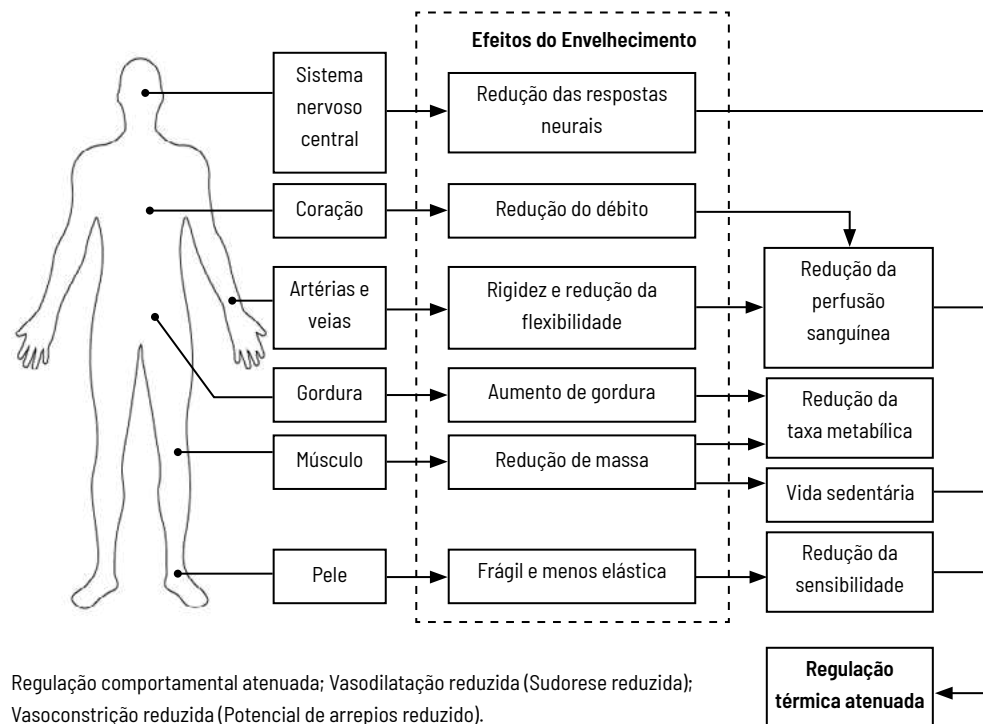 Efeitos do Envelhecimento
Sistema
nervoso
central
Redução das respostas
neurais
Coração
Redução do débito
Artérias e
veias
Rigidez e redução da
flexibilidade
Redução da
perfusão
sanguínea
Gordura
Aumento de gordura
Redução da
taxa metabílica
Músculo
Redução de massa
Vida sedentária
Pele
Frágil e menos elástica
Redução da
sensibilidade
Regulação
térmica atenuada
Regulação comportamental atenuada; Vasodilatação reduzida (Sudorese reduzida);
Vasoconstrição reduzida (Potencial de arrepios reduzido).